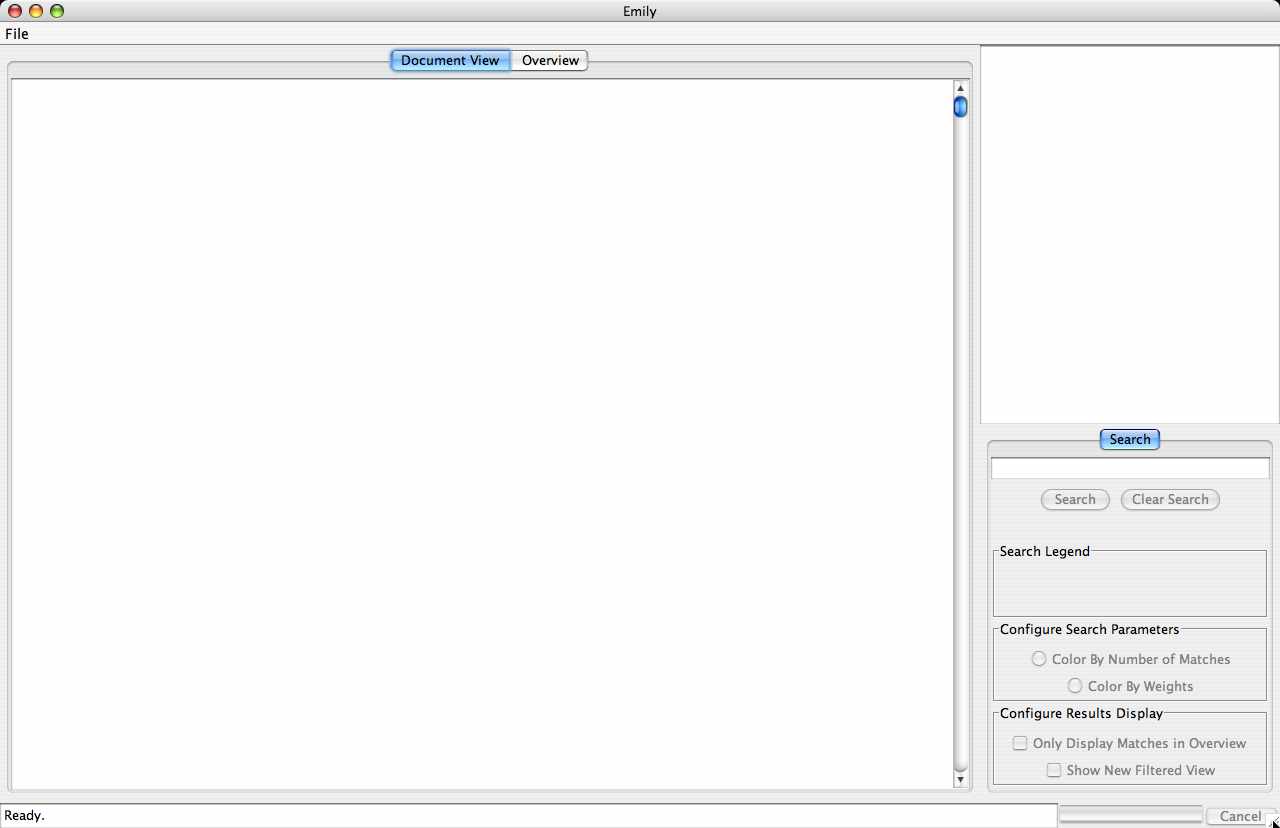 Emily
File
Document View Overview
Search
Search Clear Search
Search Legend
Configure Search Parameters
Color By Number of Matches
Color By Weights
Configure Results Display
Only Display Matches in Overview
Show New Filtered View
Ready. Cancel